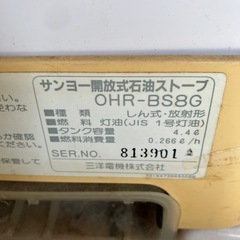 サンヨー開放式石油ストーブ
OHR-BS8G
■種類 しん式・放射形
■燃料 灯油(JIS 1号灯油)
■タンク容量 4.4ℓ
■燃料消費量 0.266ℓ/h
SER.NO. 813901
三洋電機株式会社